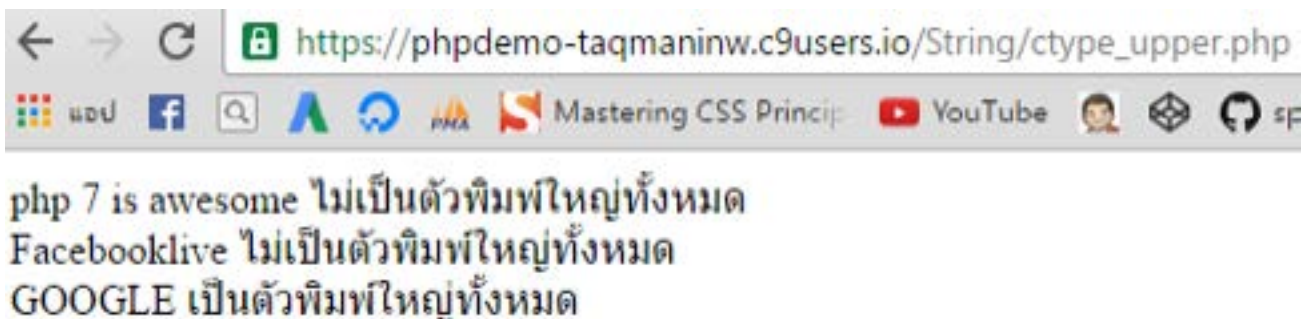 https://phpdemo-taqmaninw.c9users.io/String/ctype_upper.php
แอป PMA Mastering CSS Princip YouTube sp
php 7 is awesome ไม่เป็นตัวพิมพ์ใหญ่ทั้งหมด
Facebooklive ไม่เป็นตัวพิมพ์ใหญ่ทั้งหมด
GOOGLE เป็นตัวพิมพ์ใหญ่ทั้งหมด